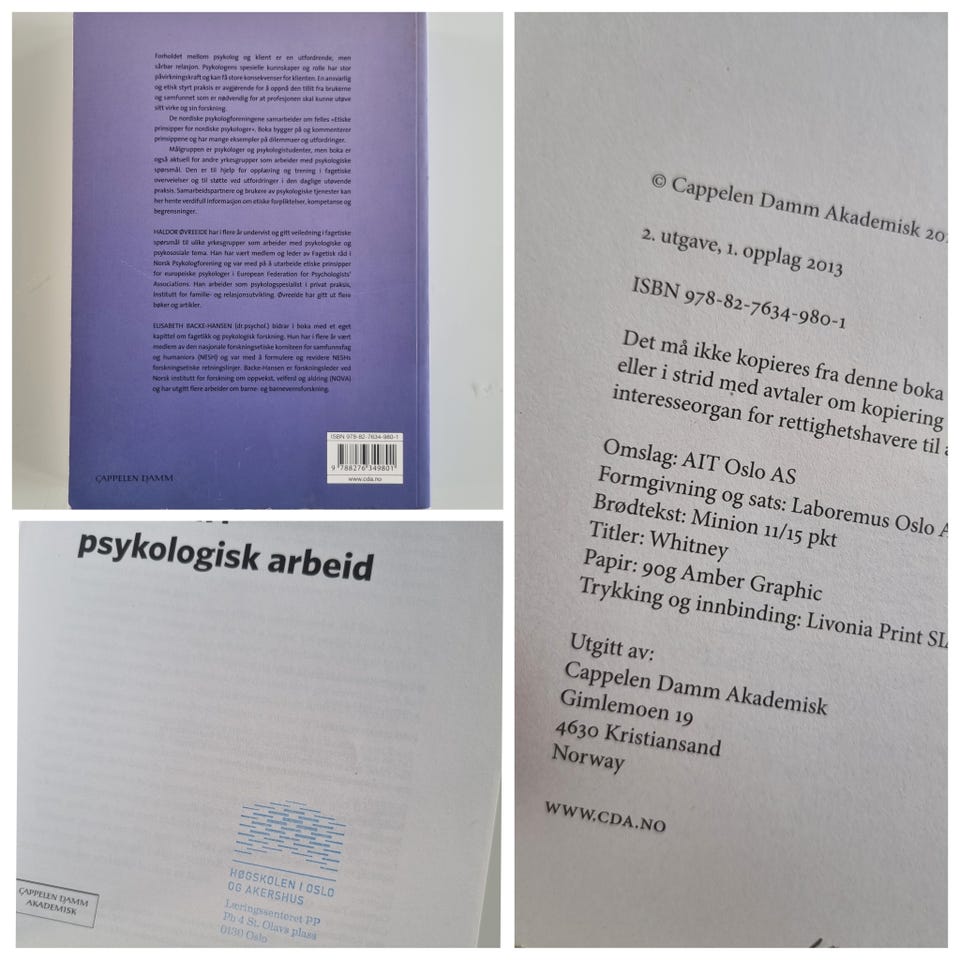 Forholdet mellom psykolog og klient er en utfordrende, men
sårbar relasjon. Psykologens spesielle kunnskaper og rolle har stor
påvirkningskraft og kan få store konsekvenser for klienten. En ansvarlig
og etisk styrt praksis er avgjørende for å oppnå den tillit fra brukerne
og samfunnet som er nødvendig for at profesjonen skal kunne utøve
sitt virke og sin forskning.
De nordiske psykologforeningene samarbeider om felles «Etiske
prinsipper for nordiske psykologer». Boka bygger på og kommenterer
prinsippene og har mange eksempler på dilemmaer og utfordringer.
Målgruppen er psykologer og psykologistudenter, men boka er
også aktuell for andre yrkesgrupper som arbeider med psykologiske
spørsmål. Den er til hjelp for opplæring og trening i fagetiske
overveielser og til støtte ved utfordringer i den daglige utøvende
praksis. Samarbeidspartnere og brukere av psykologiske tjenester kan
her hente verdifull informasjon om etiske forpliktelser, kompetanse og
begrensninger.
HALDOR ØVREEIDE har i flere år undervist og gitt veiledning i fagetiske
spørsmål til ulike yrkesgrupper som arbeider med psykologiske og
psykososiale tema. Han har vært medlem og leder av Fagetisk råd i
Norsk Psykologforening og var med på å utarbeide etiske prinsipper
for europeiske psykologer i European Federation for Psychologists'
Associations. Han arbeider som psykologspesialist i privat praksis,
Institutt for familie- og relasjonsutvikling. Øvreeide har gitt ut flere
bøker og artikler.
ELISABETH BACKE-HANSEN (dr.psychol.) bidrar i boka med et eget
kapittel om fagetikk og psykologisk forskning. Hun har i flere år vært
medlem av den nasjonale forskningsetiske komiteen for samfunnsfag
og humaniora (NESH) og var med å formulere og revidere NESHs
forskningsetiske retningslinjer. Backe-Hansen er forskningsleder ved
Norsk institutt for forskning om oppvekst, velferd og aldring (NOVA)
og har utgitt flere arbeider om barne- og barnevernsforskning.
ISBN 978-82-7634-980-1
9 788276 349801
www.cda.no
CAPPELEN DAMM
psykologisk arbeid
HØGSKOLEN I OSLO
OG AKERSHUS
Læringssenteret PP
Pb 4 St. Olavs plass
0130 Oslo
CAPPELEN DAMM
AKADEMISK
© Cappelen Damm Akademisk 20
2. utgave, 1. opplag 2013
ISBN 978-82-7634-980-1
Det må ikke kopieres fra denne boka
eller i strid med avtaler om kopiering
interesseorgan for rettighetshavere til
Omslag: AIT Oslo AS
Formgivning og sats: Laboremus Oslo
Brødtekst: Minion 11/15 pkt
Titler: Whitney
Papir: 90g Amber Graphic
Trykking og innbinding: Livonia Print
Utgitt av:
Cappelen Damm Akademisk
Gimlemoen 19
4630 Kristiansand
Norway
WWW.CDA.NO